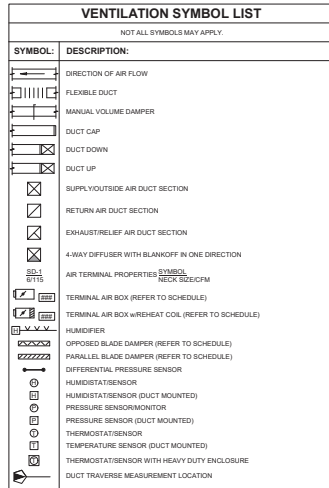 VENTILATION SYMBOL LIST
NOT ALL SYMBOLS MAY APPLY.
SYMBOL: DESCRIPTION:
DIRECTION OF AIR FLOW
FLEXIBLE DUCT
MANUAL VOLUME DAMPER
DUCT CAP
DUCT DOWN
DUCT UP
SUPPLY/OUTSIDE AIR DUCT SECTION
RETURN AIR DUCT SECTION
EXHAUST/RELIEF AIR DUCT SECTION
4-WAY DIFFUSER WITH BLANKOFF IN ONE DIRECTION
SD-1 AIR TERMINAL PROPERTIES SYMBOL
6/115 NECK SIZE/CFM
### TERMINAL AIR BOX (REFER TO SCHEDULE)
### TERMINAL AIR BOX w/REHEAT COIL (REFER TO SCHEDULE)
H HUMIDIFIER
OPPOSED BLADE DAMPER (REFER TO SCHEDULE)
PARALLEL BLADE DAMPER (REFER TO SCHEDULE)
DIFFERENTIAL PRESSURE SENSOR
H HUMIDISTAT/SENSOR
H HUMIDISTAT/SENSOR (DUCT MOUNTED)
P PRESSURE SENSOR/MONITOR
P PRESSURE SENSOR (DUCT MOUNTED)
T THERMOSTAT/SENSOR
T TEMPERATURE SENSOR (DUCT MOUNTED)
T THERMOSTAT/SENSOR WITH HEAVY DUTY ENCLOSURE
DUCT TRAVERSE MEASUREMENT LOCATION